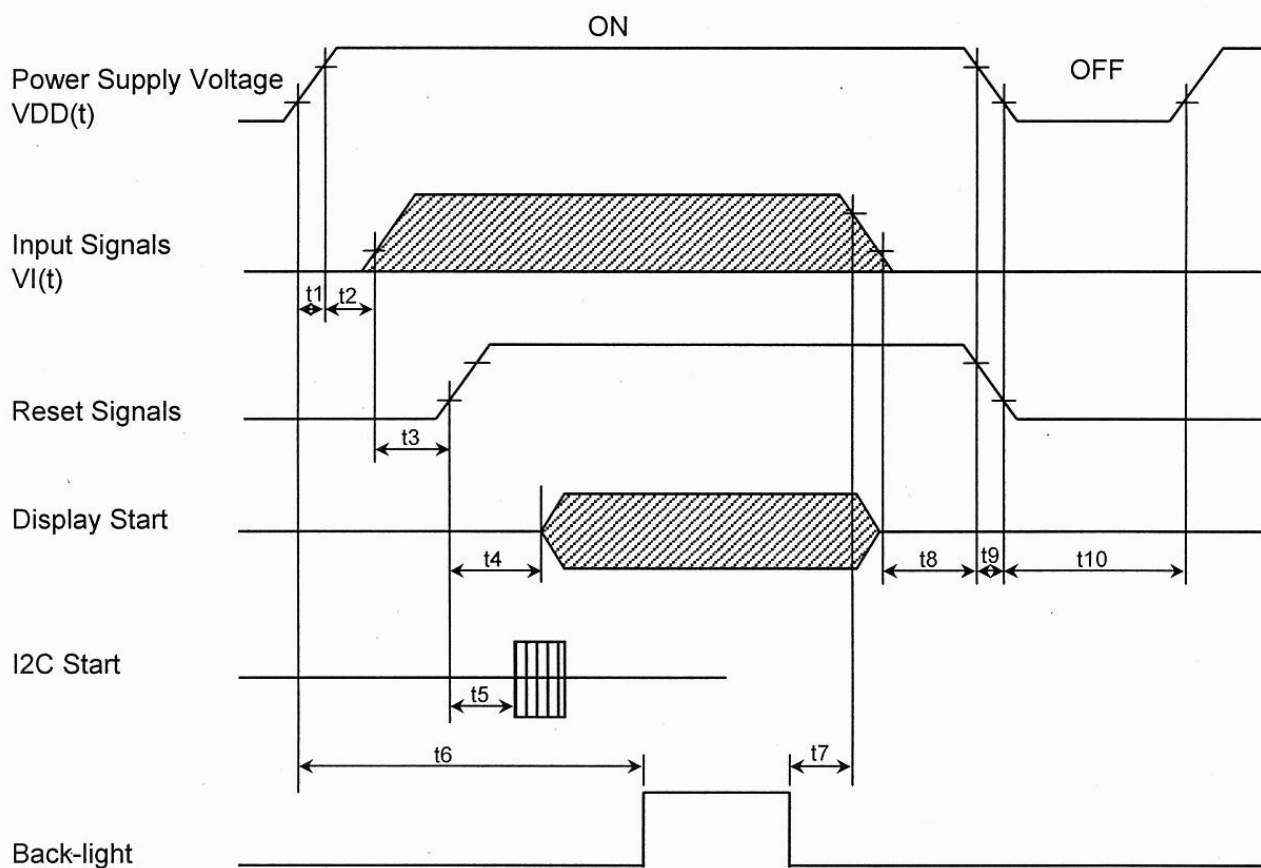 ON
Power Supply Voltage
VDD(t)
OFF
Input Signals
VI(t)
t1
t2
Reset Signals
t3
Display Start
t4
t8
t9
t10
I2C Start
t5
t6
t7
Back-light